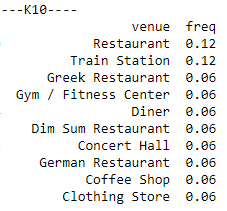 ---K10----
venue freq
Restaurant 0.12
Train Station 0.12
Greek Restaurant 0.06
Gym / Fitness Center 0.06
Diner 0.06
Dim Sum Restaurant 0.06
Concert Hall 0.06
German Restaurant 0.06
Coffee Shop 0.06
Clothing Store 0.06